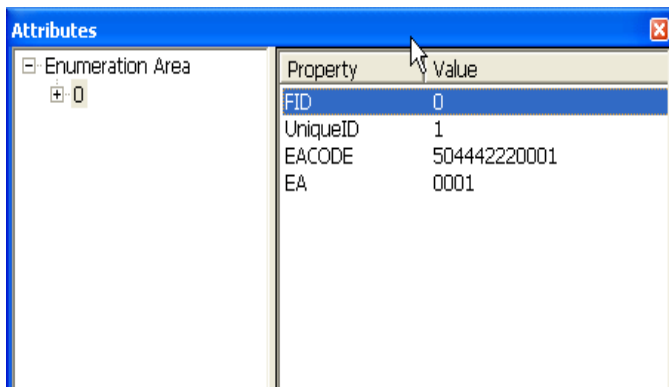 Attributes
Enumeration Area
0
Property Value
FID 0
UniqueID 1
EACODE 504442220001
EA 0001